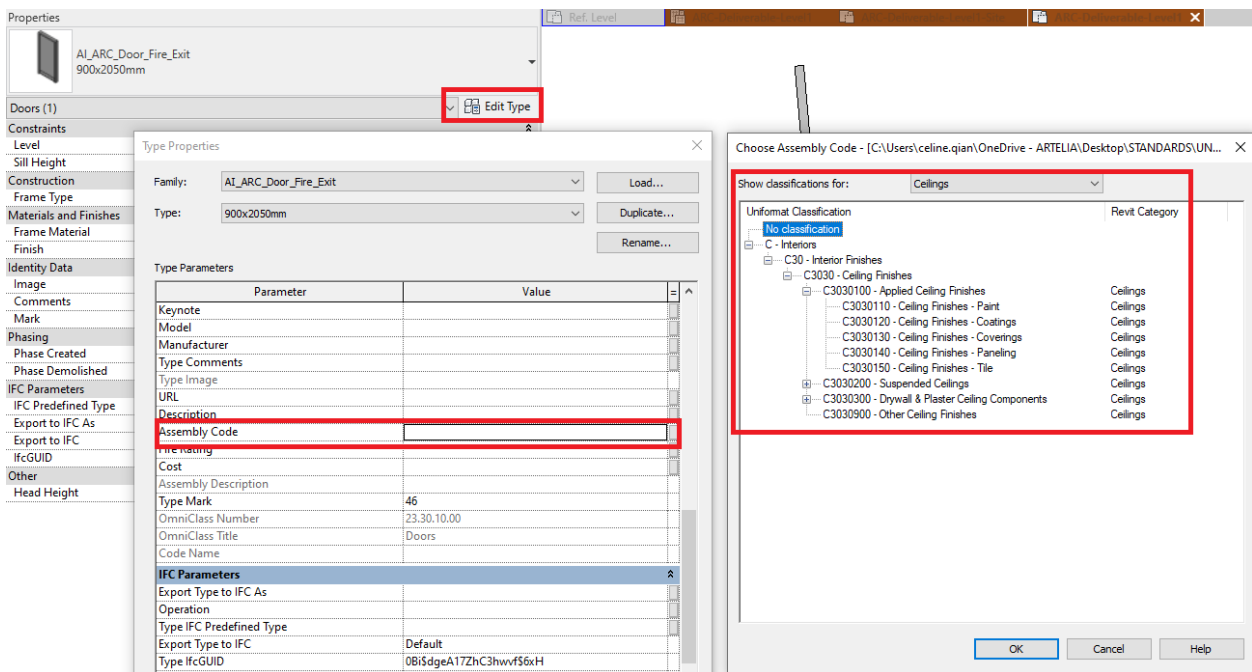 Properties
AI_ARC_Door_Fire_Exit
900x2050mm
Doors (1)
Edit Type
Constraints
Level
Sill Height
Construction
Frame Type
Materials and Finishes
Frame Material
Finish
Identity Data
Image
Comments
Mark
Phasing
Phase Created
Phase Demolished
IFC Parameters
IFC Predefined Type
Export to IFC As
Export to IFC
IfcGUID
Other
Head Height
Type Properties
Family: AI_ARC_Door_Fire_Exit Load...
Type: 900x2050mm Duplicate...
Rename...
Type Parameters
Parameter Value =
Keynote
Model
Manufacturer
Type Comments
Type Image
URL
Description
Assembly Code
Fire Rating
Cost
Assembly Description
Type Mark 46
OmniClass Number 23.30.10.00
OmniClass Title Doors
Code Name
IFC Parameters
Export Type to IFC As
Operation
Type IFC Predefined Type
Export Type to IFC Default
Type IfcGUID 0Bi$dgeA17ZhC3hwvf$6xH
Ref. Level
ARC-Deliverable-Level1
Choose Assembly Code - [C:\Users\celine.qian\OneDrive - ARTELIA\Desktop\STANDARDS\UN...
Show classifications for: Ceilings
Uniformat Classification Revit Category
No classification
C - Interiors
C30 - Interior Finishes
C3030 - Ceiling Finishes
C3030100 - Applied Ceiling Finishes Ceilings
C3030110 - Ceiling Finishes - Paint Ceilings
C3030120 - Ceiling Finishes - Coatings Ceilings
C3030130 - Ceiling Finishes - Coverings Ceilings
C3030140 - Ceiling Finishes - Paneling Ceilings
C3030150 - Ceiling Finishes - Tile Ceilings
C3030200 - Suspended Ceilings Ceilings
C3030300 - Drywall & Plaster Ceiling Components Ceilings
C3030900 - Other Ceiling Finishes Ceilings
OK Cancel Help